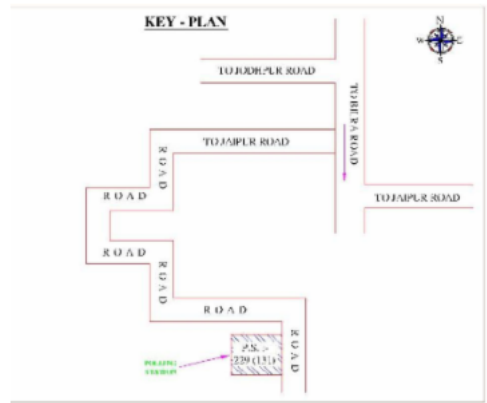 KEY - PLAN
N
W
E
S
TO JODHPUR ROAD
TO BERA ROAD
TO JAIPUR ROAD
ROAD
TO JAIPUR ROAD
ROAD
ROAD
ROAD
ROAD
P.S. :-
229 (131)
ROAD
POLLING
STATION